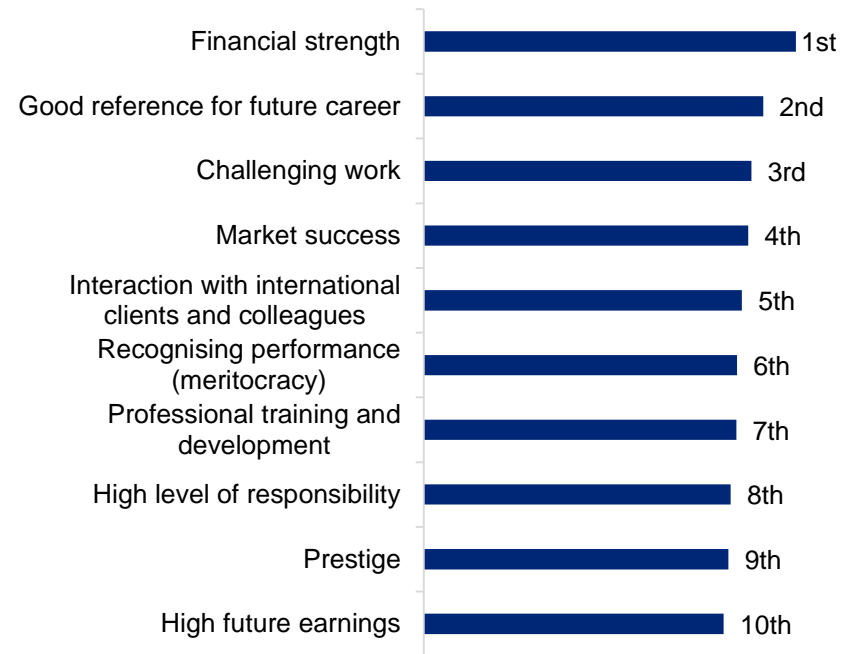 Financial strength 1st
Good reference for future career 2nd
Challenging work 3rd
Market success 4th
Interaction with international
clients and colleagues 5th
Recognising performance
(meritocracy) 6th
Professional training and
development 7th
High level of responsibility 8th
Prestige 9th
High future earnings 10th